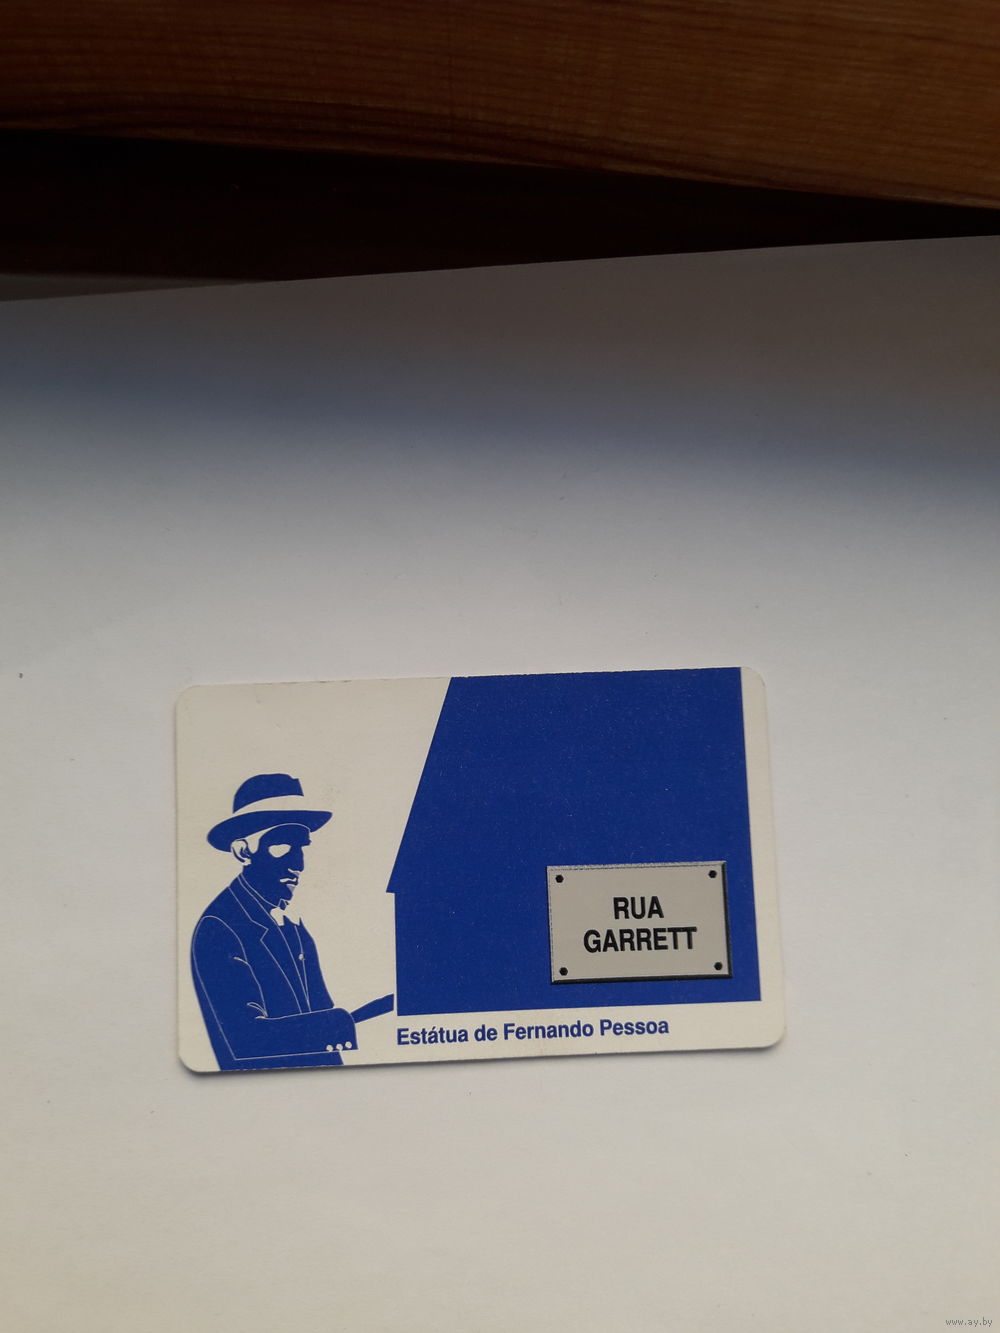 RUA
GARRETT
Estátua de Fernando Pessoa
www.ay.by